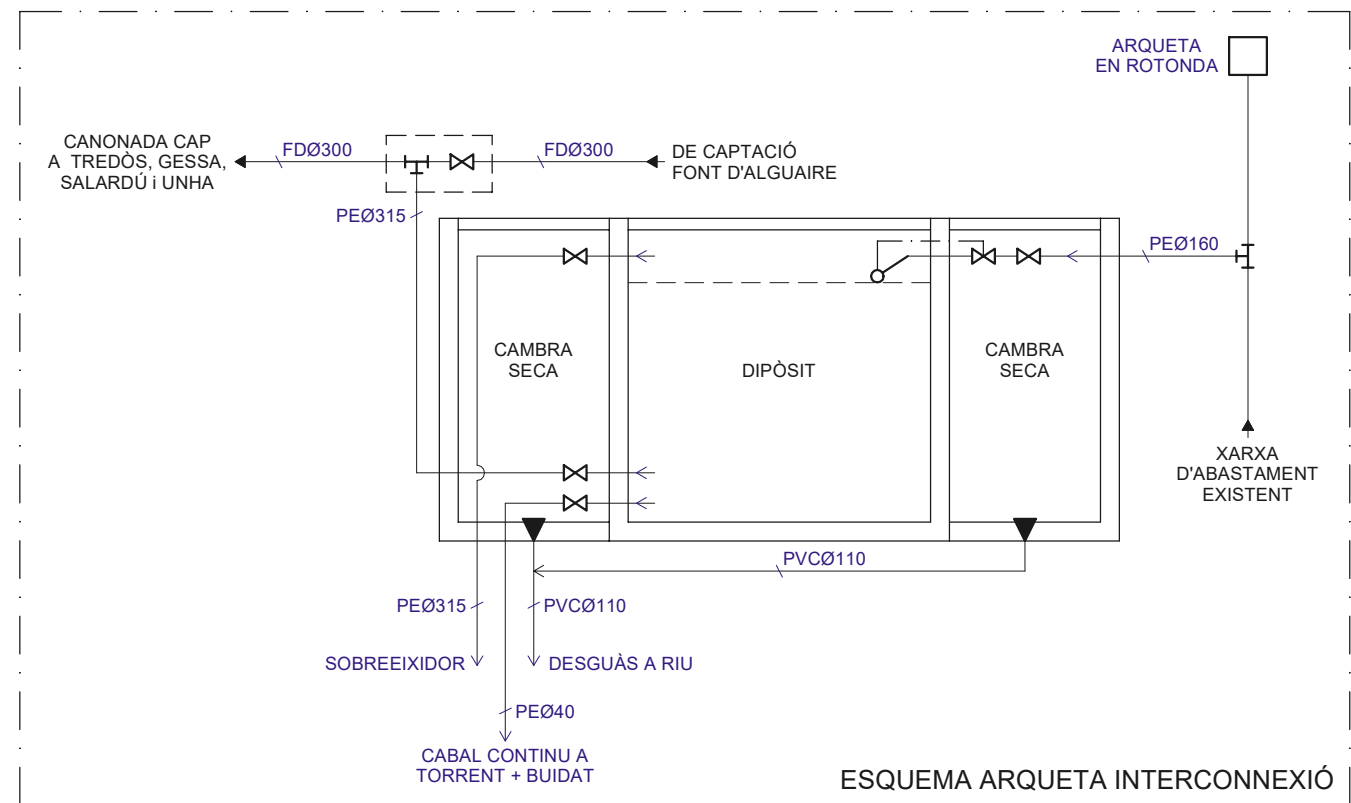 ARQUETA
EN ROTONDA
CANONADA CAP
A TREDÒS, GESSA,
SALARDÚ i UNHA
FDØ300
FDØ300
DE CAPTACIÓ
FONT D'ALGUAIRE
PEØ315
PEØ160
CAMBRA
SECA
DIPÒSIT
CAMBRA
SECA
XARXA
D'ABASTAMENT
EXISTENT
PVCØ110
PEØ315
PVCØ110
SOBREEIXIDOR
DESGUÀS A RIU
PEØ40
CABAL CONTINU A
TORRENT + BUIDAT
ESQUEMA ARQUETA INTERCONNEXIÓ